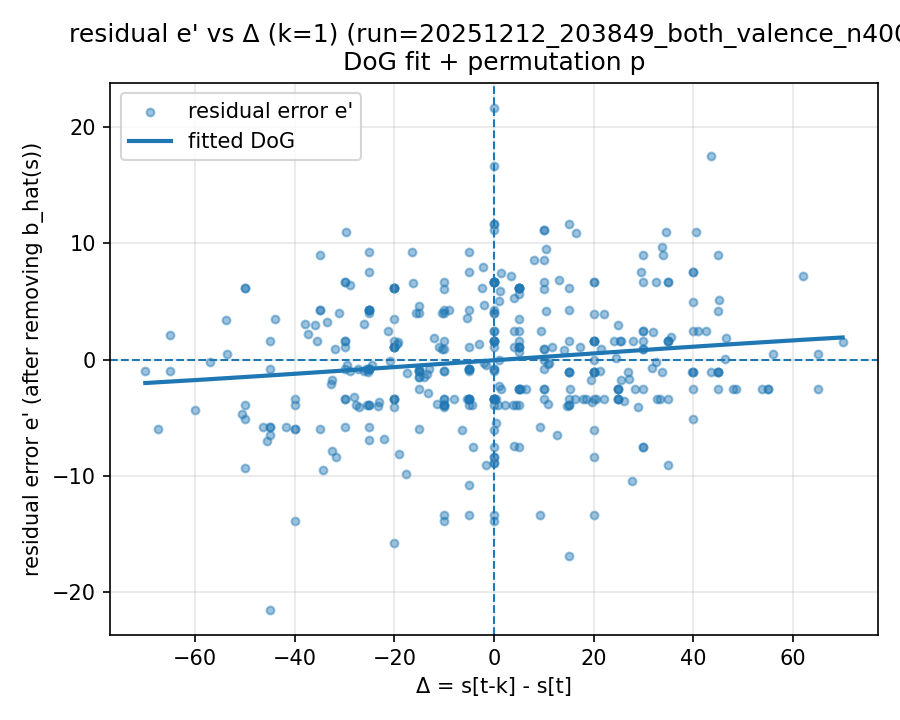 residual e' vs Δ (k=1) (run=20251212_203849_both_valence_n400
DoG fit + permutation p
residual error e'
fitted DoG
residual error e' (after removing b_hat(s))
20
10
0
−10
−20
−60
−40
−20
0
20
40
60
Δ = s[t-k] - s[t]